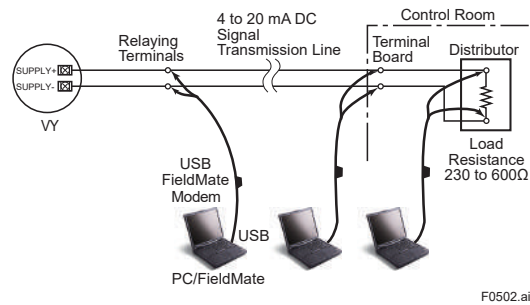 4 to 20 mA DC
Signal
Transmission Line
Control Room
Relaying
Terminals
Terminal
Board
Distributor
SUPPLY+
SUPPLY-
VY
Load
Resistance
230 to 600Ω
USB
FieldMate
Modem
USB
PC/FieldMate
F0502.ai